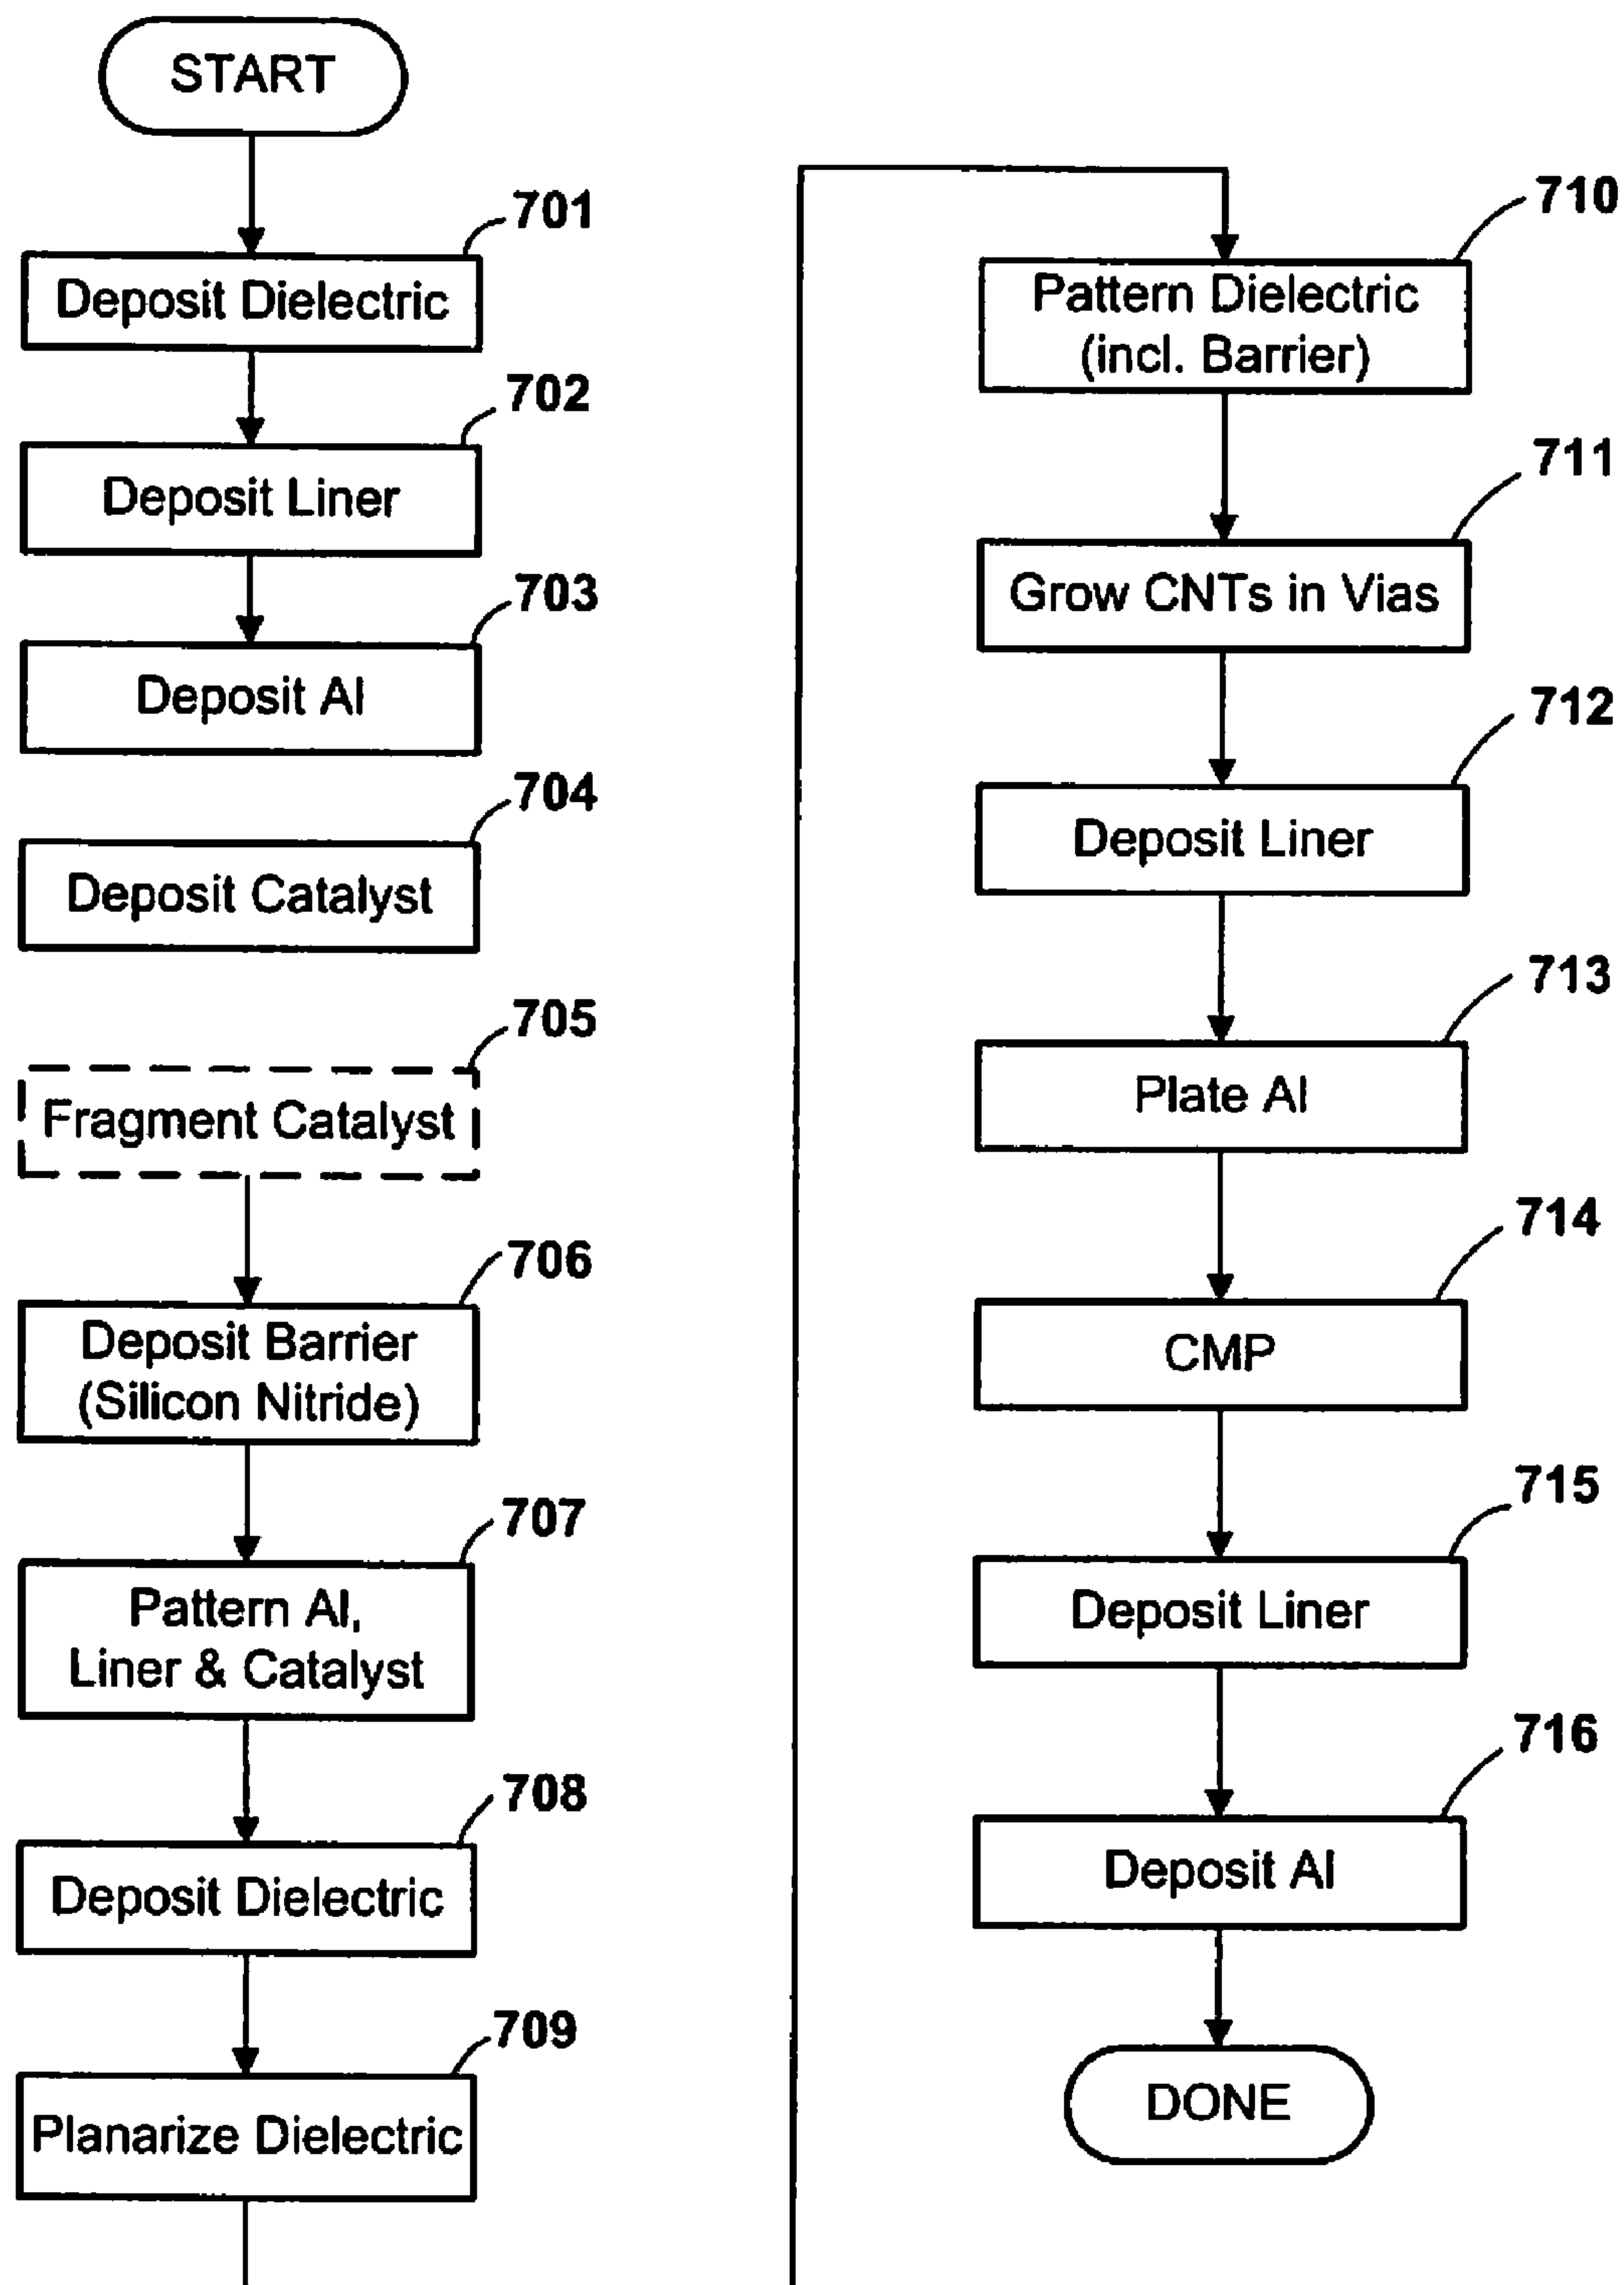 START
701
Deposit Dielectric
702
Deposit Liner
703
Deposit Al
704
Deposit Catalyst
705
Fragment Catalyst
706
Deposit Barrier
(Silicon Nitride)
707
Pattern Al,
Liner & Catalyst
708
Deposit Dielectric
709
Planarize Dielectric
710
Pattern Dielectric
(incl. Barrier)
711
Grow CNTs in Vias
712
Deposit Liner
713
Plate Al
714
CMP
715
Deposit Liner
716
Deposit Al
DONE